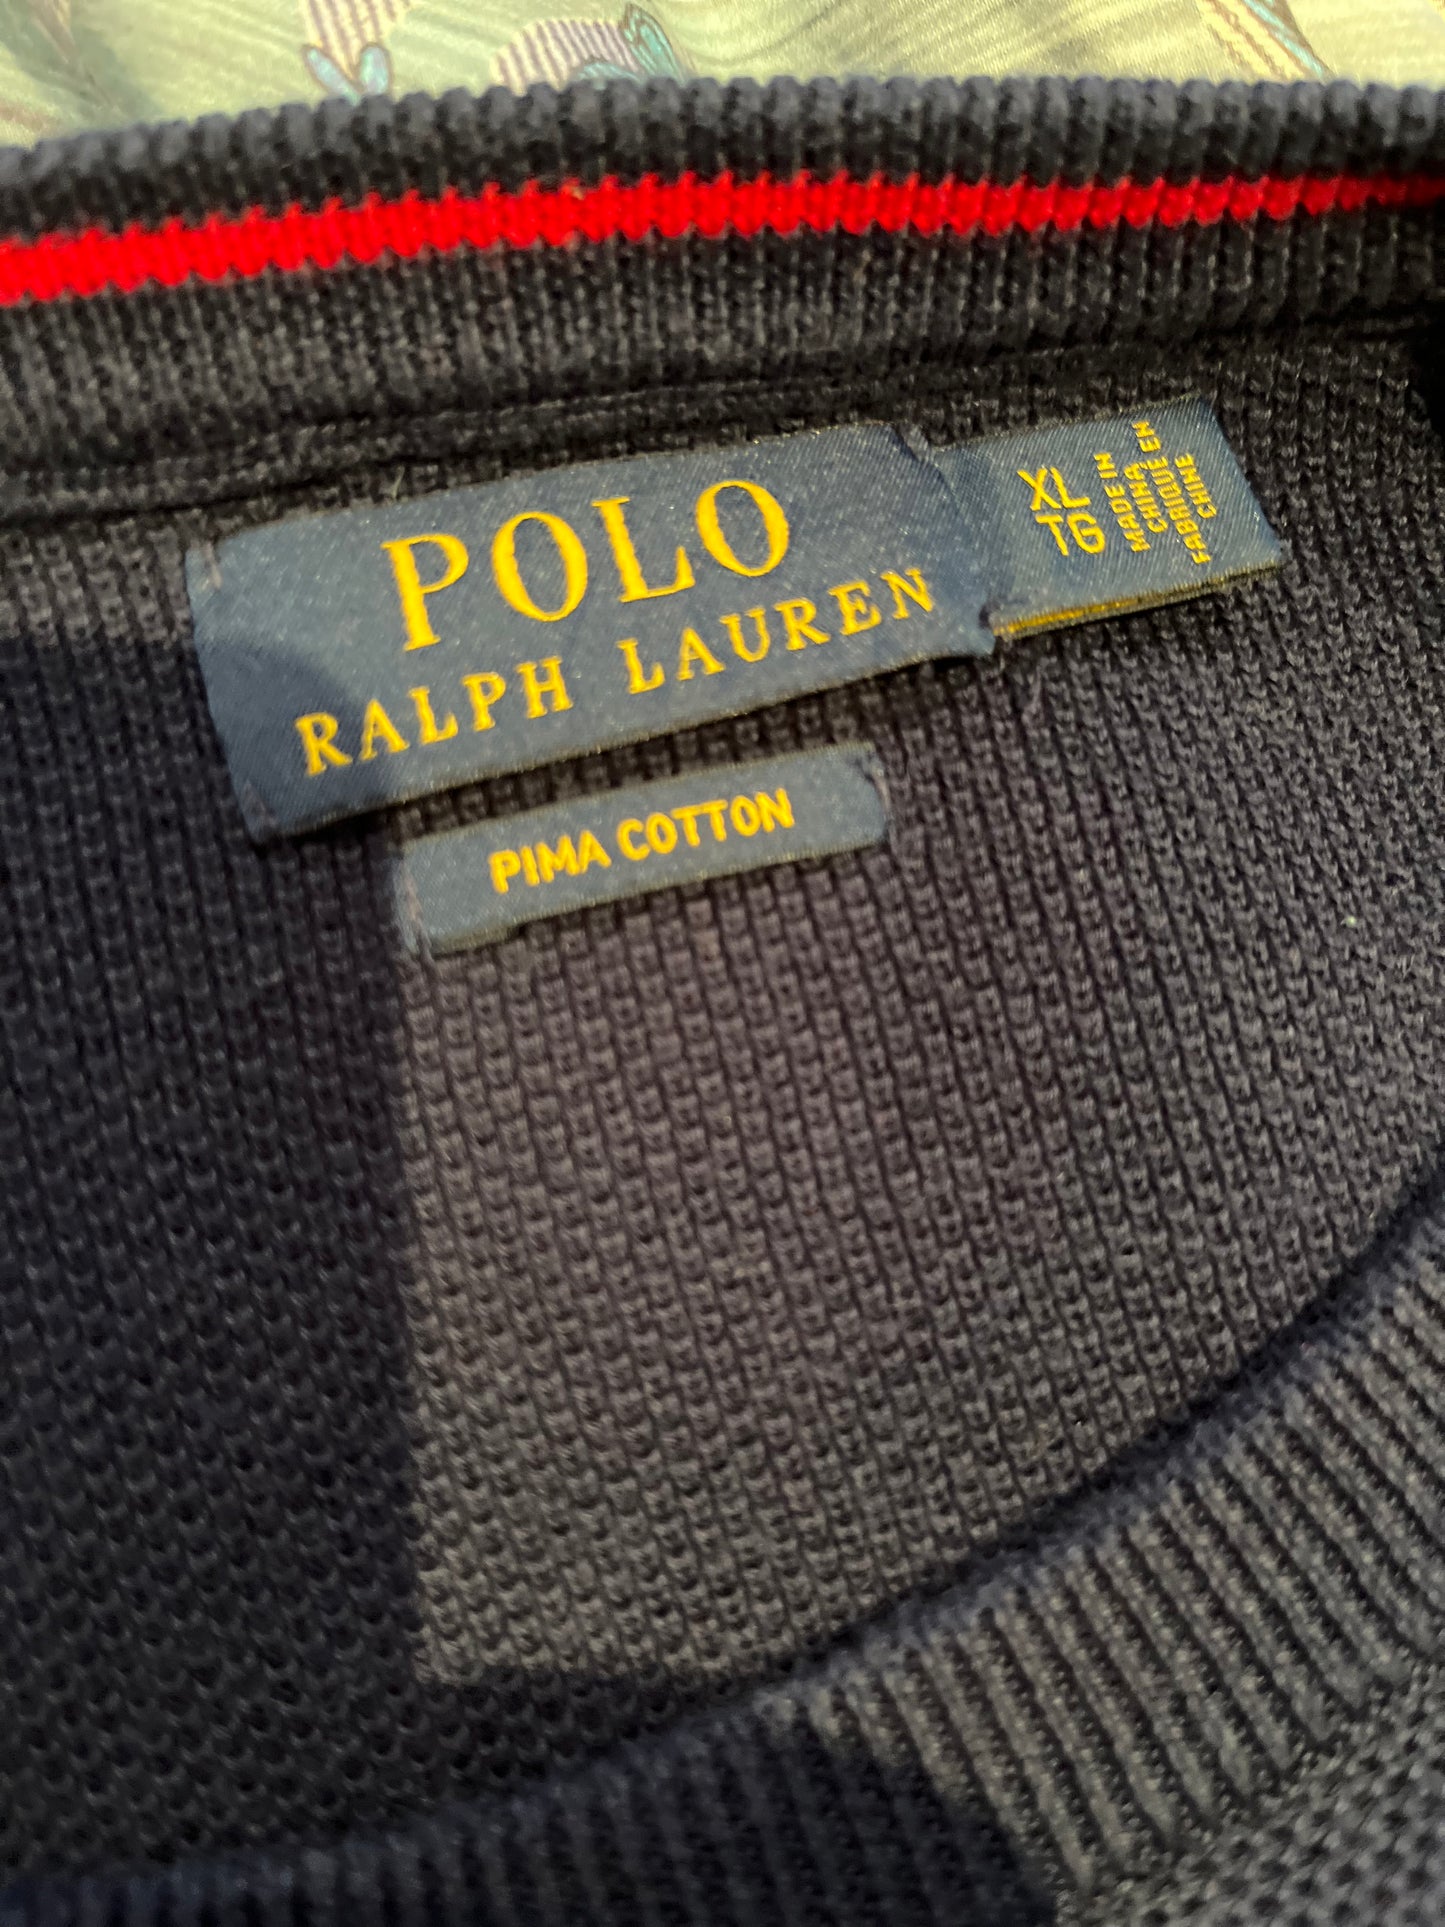 POLO
RALPH LAUREN
PIMA COTTON
XL
TG
MADE IN
CHINA
FABRIQUÉ EN
CHINE